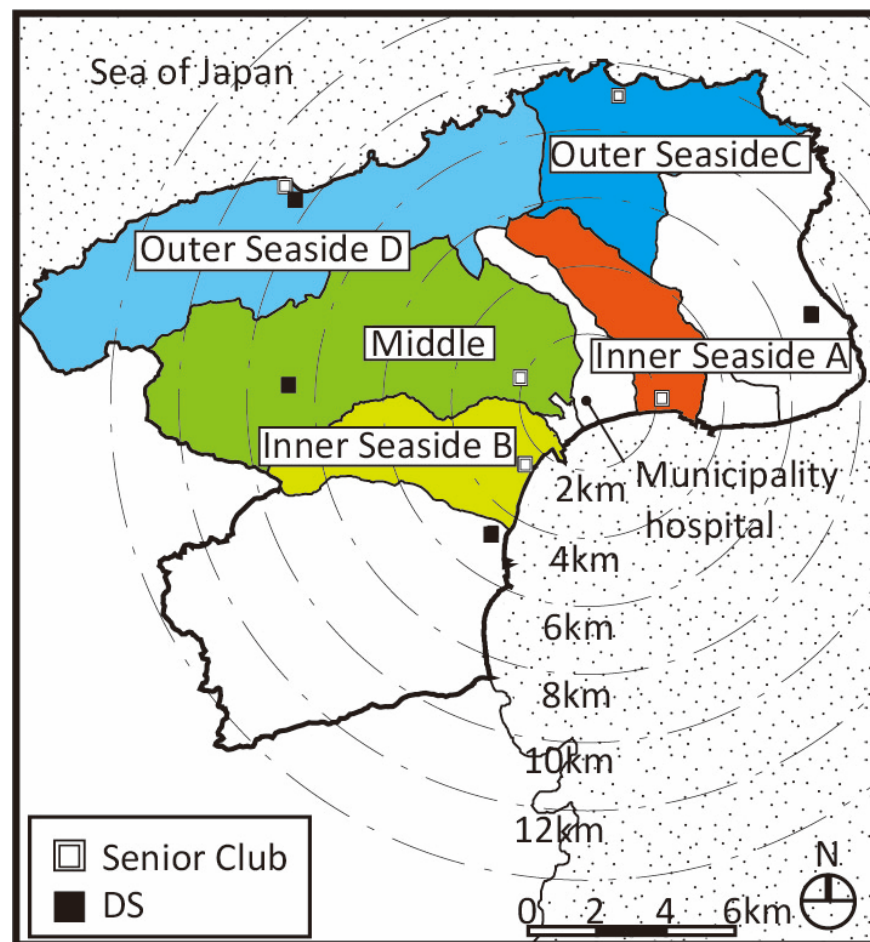 Sea of Japan
Outer SeasideC
Outer Seaside D
Middle
Inner Seaside A
Inner Seaside B
Municipality
hospital
2km
4km
6km
8km
10km
12km
Senior Club
DS
N
0 2 4 6km